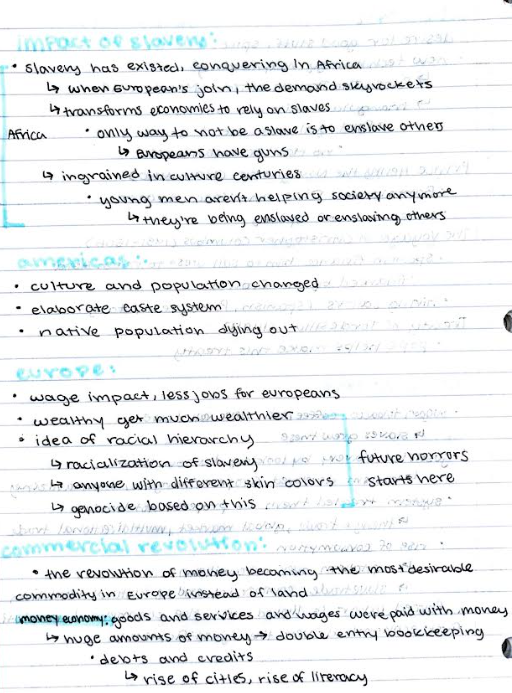 impact of slavery:
• slavery has existed, conquering in Africa
↳ when European's join, the demand skyrockets
↳ transforms economies to rely on slaves
Africa • only way to not be a slave is to enslave others
↳ Europeans have guns
↳ ingrained in culture centuries
• young men aren't helping society anymore
↳ they're being enslaved or enslaving others
americas:
• culture and population changed
• elaborate caste system
• native population dying out
europe:
• wage impact, less jobs for europeans
• wealthy get much wealthier
• idea of racial hierarchy
↳ racialization of slavery future horrors
↳ anyone with different skin colors starts here
↳ genocide based on this
commercial revolution:
• the revolution of money becoming the most desirable
commodity in Europe instead of land
money economy: goods and services and wages were paid with money
↳ huge amounts of money → double entry bookkeeping
• debts and credits
↳ rise of cities, rise of literacy